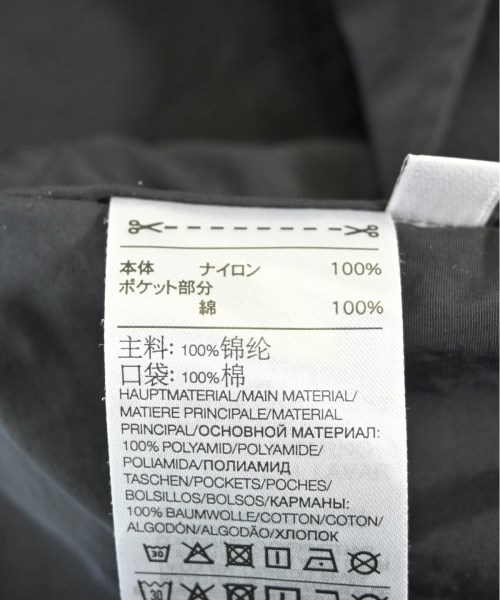 本体 ナイロン 100%
ポケット部分
綿 100%
主料: 100%锦纶
口袋: 100%棉
HAUPTMATERIAL/MAIN MATERIAL/
MATIERE PRINCIPALE/MATERIAL
PRINCIPAL/ОСНОВНОЙ МАТЕРИАЛ:
100% POLYAMID/POLYAMIDE/
POLIAMIDA/ПОЛИАМИД
TASCHEN/POCKETS/POCHES/
BOLSILLOS/BOLSOS/КАРМАНЫ:
100% BAUMWOLLE/COTTON/COTON/
ALGODÓN/ALGODÃO/ХЛОПОК
30
30